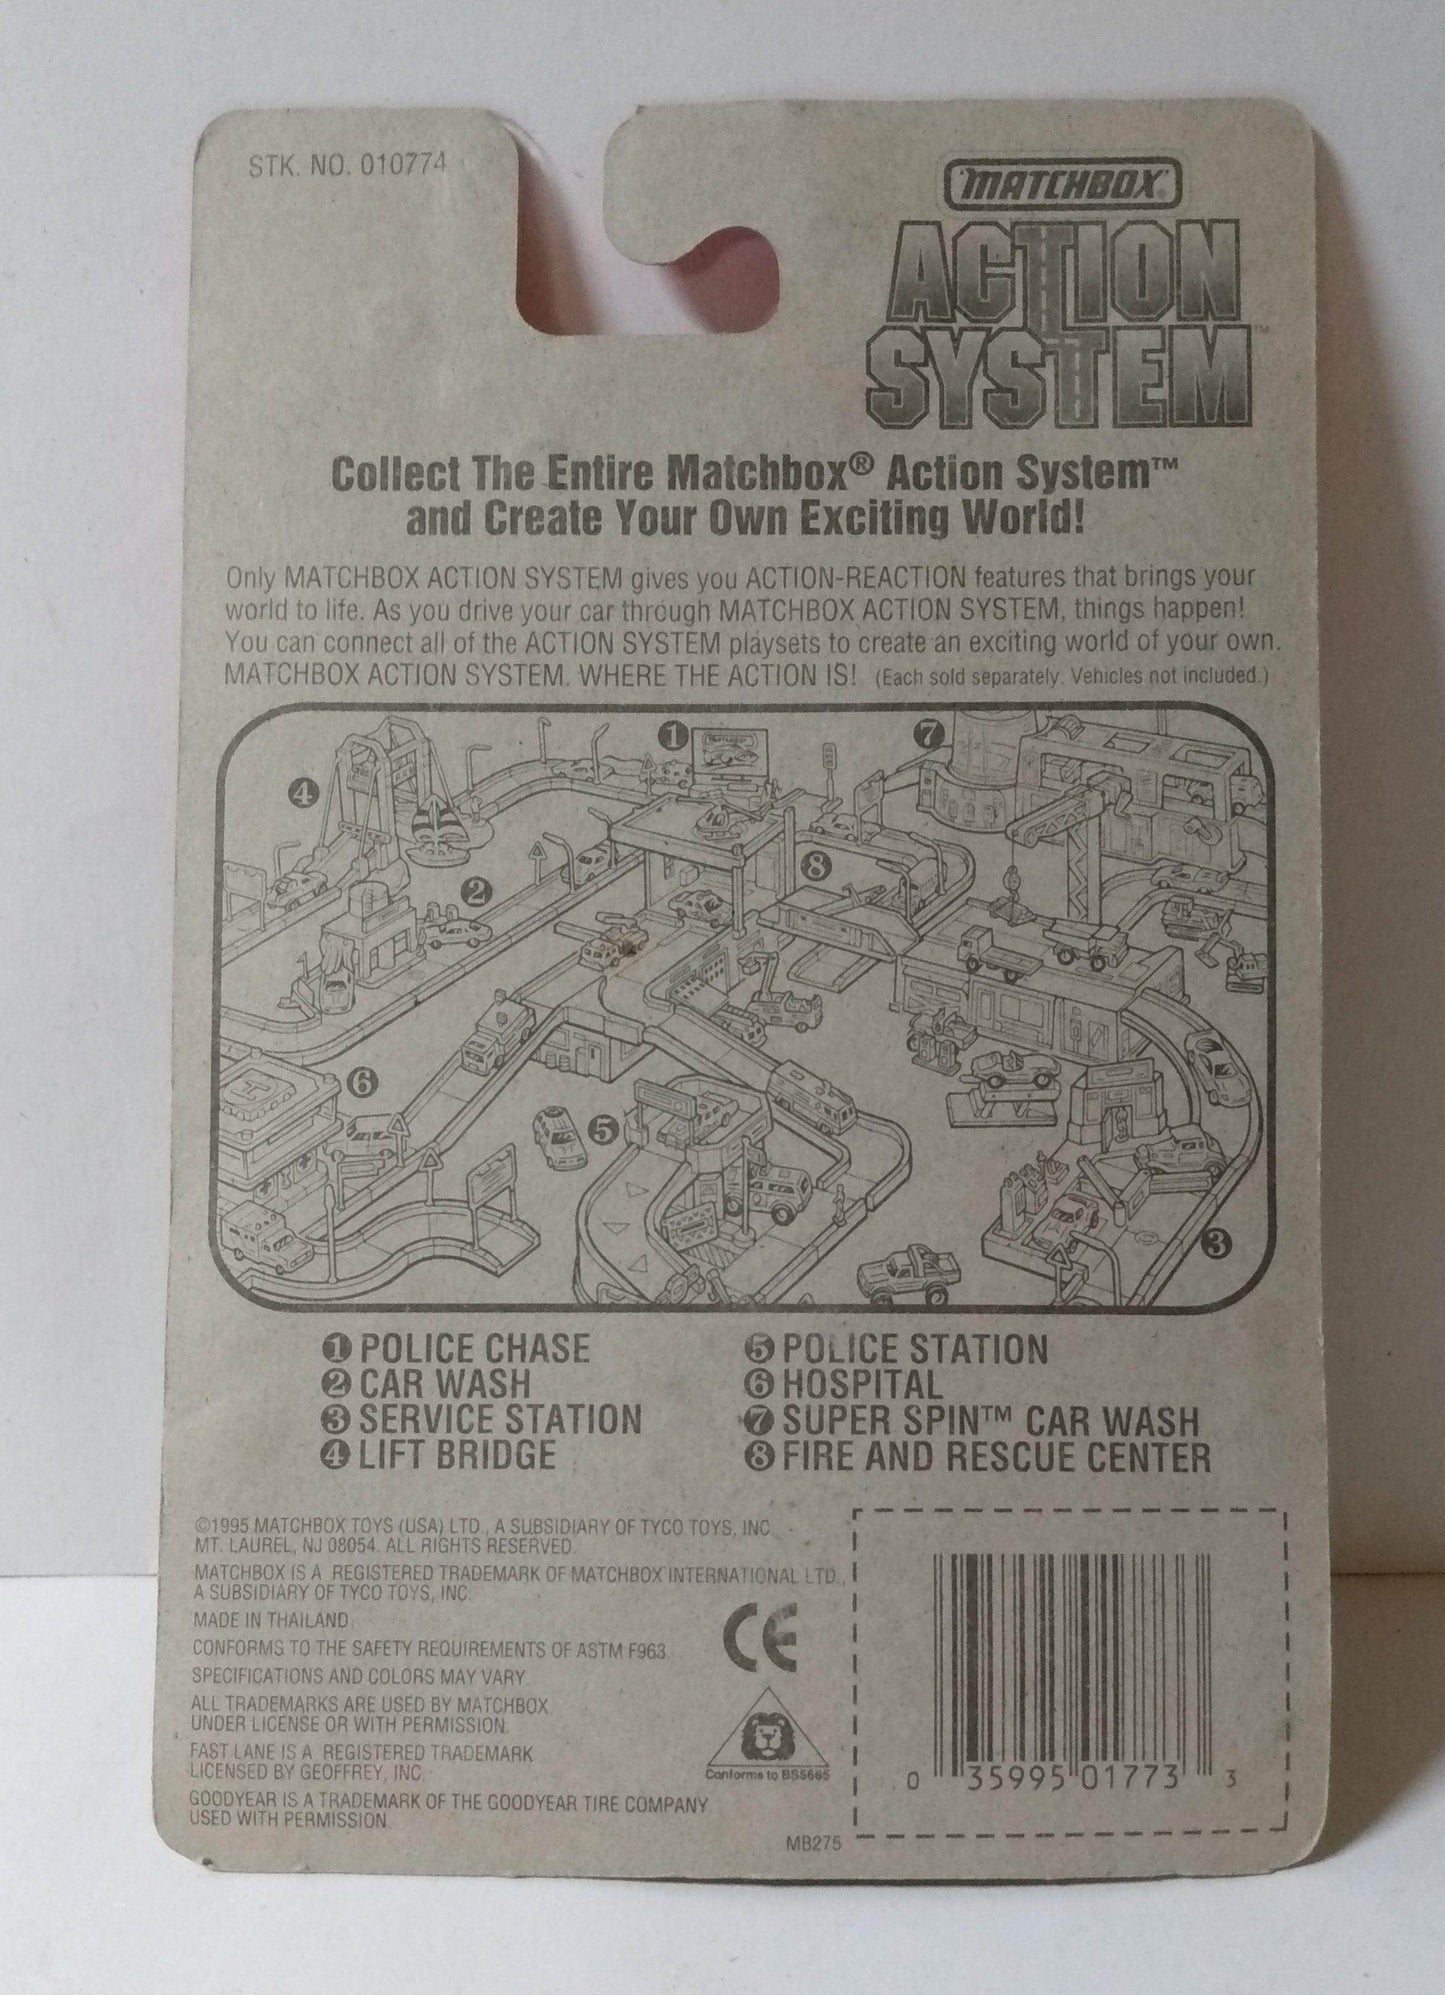 STK. NO. 010774
MATCHBOX®
ACTION
SYSTEM™
Collect The Entire Matchbox® Action System™
and Create Your Own Exciting World!
Only MATCHBOX ACTION SYSTEM gives you ACTION-REACTION features that brings your
world to life. As you drive your car through MATCHBOX ACTION SYSTEM, things happen!
You can connect all of the ACTION SYSTEM playsets to create an exciting world of your own.
MATCHBOX ACTION SYSTEM. WHERE THE ACTION IS! (Each sold separately. Vehicles not included.)
1
7
4
8
2
6
5
3
H
1 POLICE CHASE
2 CAR WASH
3 SERVICE STATION
4 LIFT BRIDGE
5 POLICE STATION
6 HOSPITAL
7 SUPER SPIN™ CAR WASH
8 FIRE AND RESCUE CENTER
©1995 MATCHBOX TOYS (USA) LTD., A SUBSIDIARY OF TYCO TOYS, INC.
MT. LAUREL, NJ 08054. ALL RIGHTS RESERVED.
MATCHBOX IS A REGISTERED TRADEMARK OF MATCHBOX INTERNATIONAL LTD.,
A SUBSIDIARY OF TYCO TOYS, INC.
MADE IN THAILAND.
CONFORMS TO THE SAFETY REQUIREMENTS OF ASTM F963.
SPECIFICATIONS AND COLORS MAY VARY.
ALL TRADEMARKS ARE USED BY MATCHBOX
UNDER LICENSE OR WITH PERMISSION.
FAST LANE IS A REGISTERED TRADEMARK
LICENSED BY GEOFFREY, INC.
GOODYEAR IS A TRADEMARK OF THE GOODYEAR TIRE COMPANY.
USED WITH PERMISSION.
CE
Conforms to BS5665
MB275
0 35995 01773 3